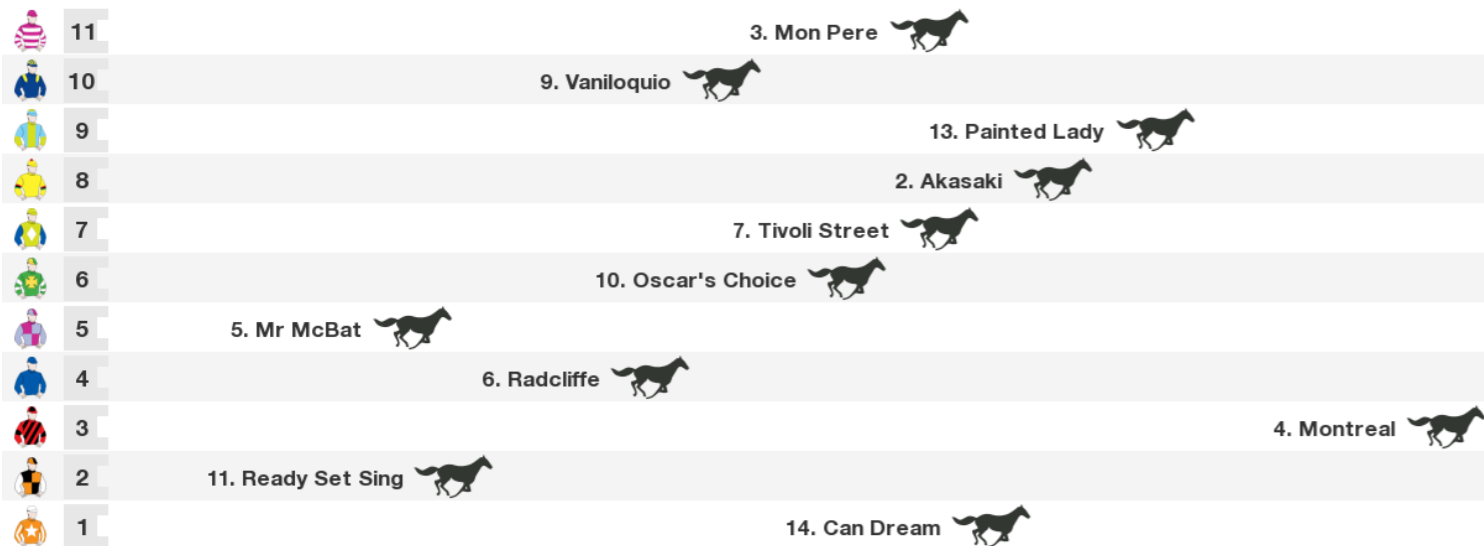 11 3. Mon Pere
10 9. Vaniloquio
9 13. Painted Lady
8 2. Akasaki
7 7. Tivoli Street
6 10. Oscar's Choice
5 5. Mr McBat
4 6. Radcliffe
3 4. Montreal
2 11. Ready Set Sing
1 14. Can Dream